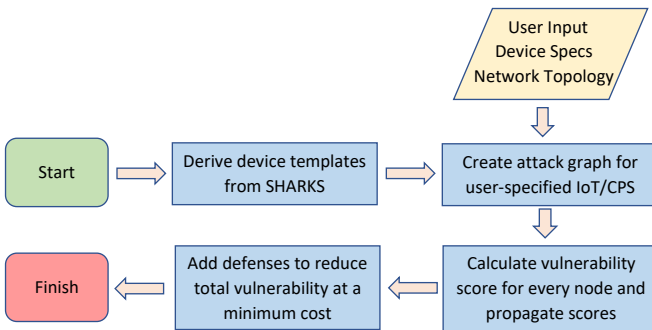 User Input
Device Specs
Network Topology
Start
Derive device templates
from SHARKS
Create attack graph for
user-specified IoT/CPS
Calculate vulnerability
score for every node and
propagate scores
Add defenses to reduce
total vulnerability at a
minimum cost
Finish